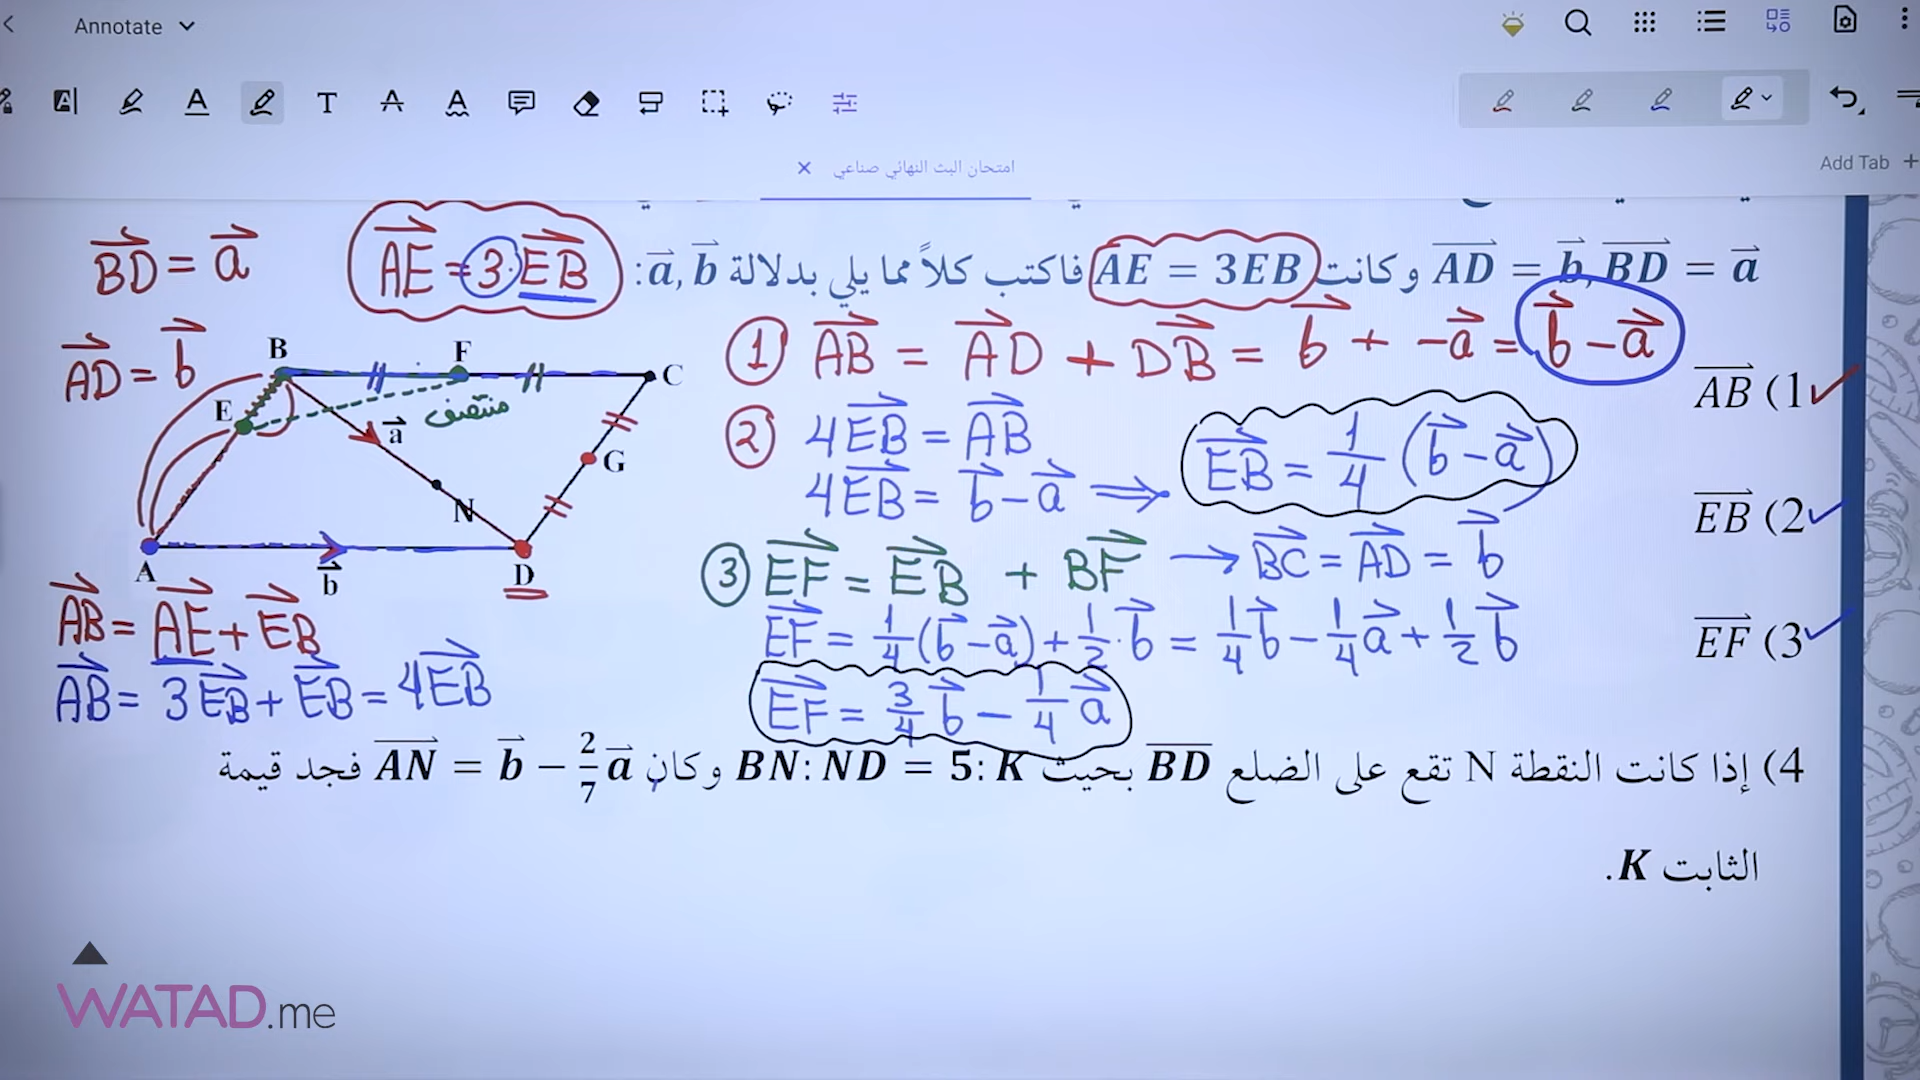 Annotate
امتحان البث النهائي صناعي
Add Tab +
BD = a
AE = 3·EB
BD = a, AD = b وكانت AE = 3EB فاكتب كلاً مما يلي بدلالة a, b :
AD = b
① AB = AD + DB = b + -a = b - a
AB (1
② 4EB = AB
4EB = b - a ⟹ EB = 1/4 (b - a)
EB (2
③ EF = EB + BF → BC = AD = b
EF = 1/4 (b - a) + 1/2 · b = 1/4 b - 1/4 a + 1/2 b
EF (3
EF = 3/4 b - 1/4 a
B
F
C
E
منتصف
a
G
N
A
b
D
AB = AE + EB
AB = 3EB + EB = 4EB
4) إذا كانت النقطة N تقع على الضلع BD بحيث BN: ND = 5: K وكان AN = b - 2/7 a فجد قيمة
الثابت K.
WATAD.me